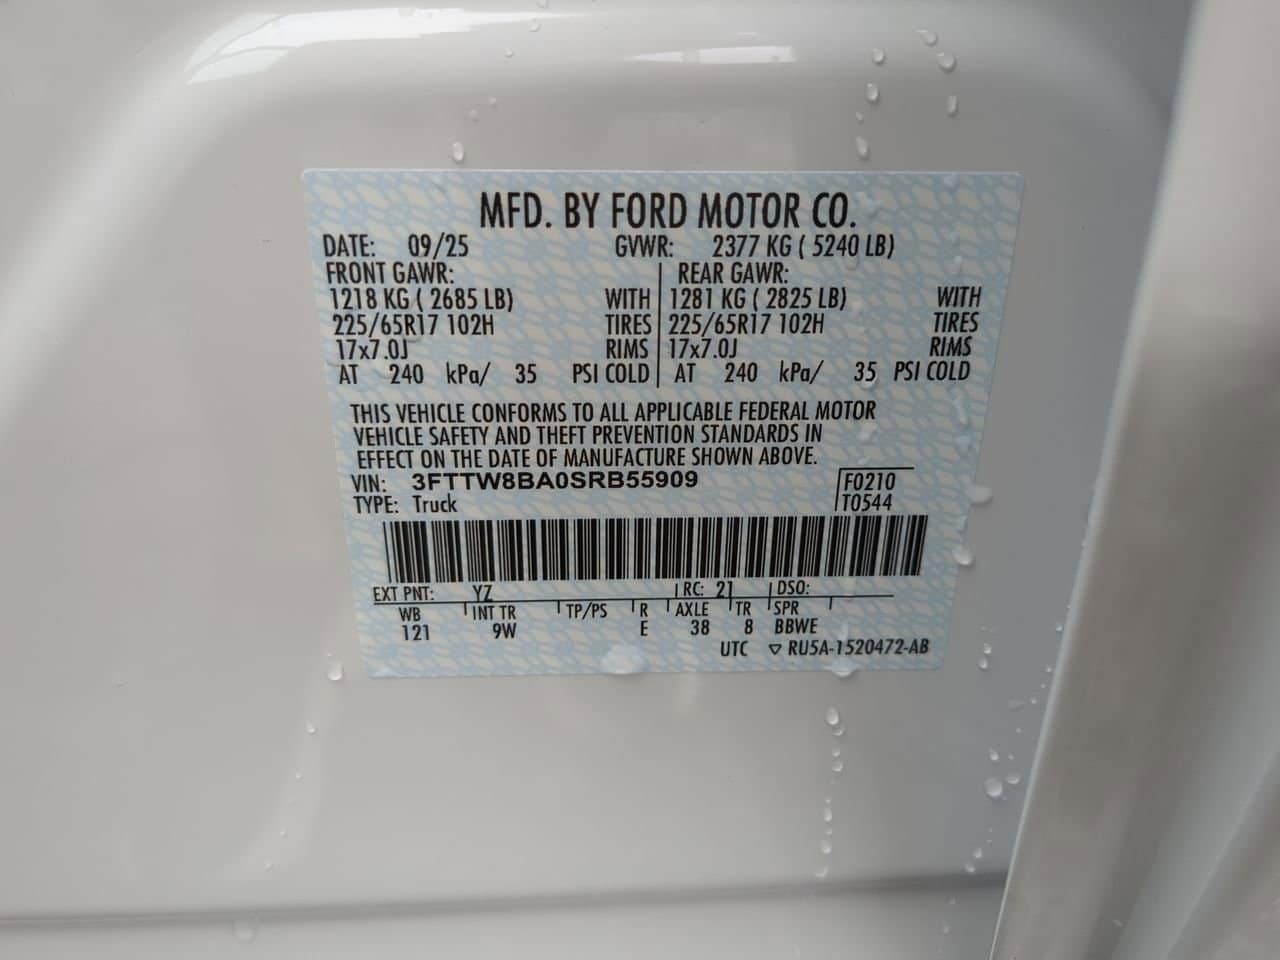 MFD. BY FORD MOTOR CO.
DATE: 09/25 GVWR: 2377 KG ( 5240 LB)
FRONT GAWR: REAR GAWR:
1218 KG ( 2685 LB) WITH 1281 KG ( 2825 LB) WITH
225/65R17 102H TIRES 225/65R17 102H TIRES
17x7.0J RIMS 17x7.0J RIMS
AT 240 kPa/ 35 PSI COLD AT 240 kPa/ 35 PSI COLD
THIS VEHICLE CONFORMS TO ALL APPLICABLE FEDERAL MOTOR
VEHICLE SAFETY AND THEFT PREVENTION STANDARDS IN
EFFECT ON THE DATE OF MANUFACTURE SHOWN ABOVE.
VIN: 3FTTW8BA0SRB55909 F0210
TYPE: Truck T0544
EXT PNT: YZ RC: 21 DSO:
WB INT TR TP/PS R AXLE TR SPR
121 9W E 38 8 BBWE
UTC ▽ RU5A-1520472-AB